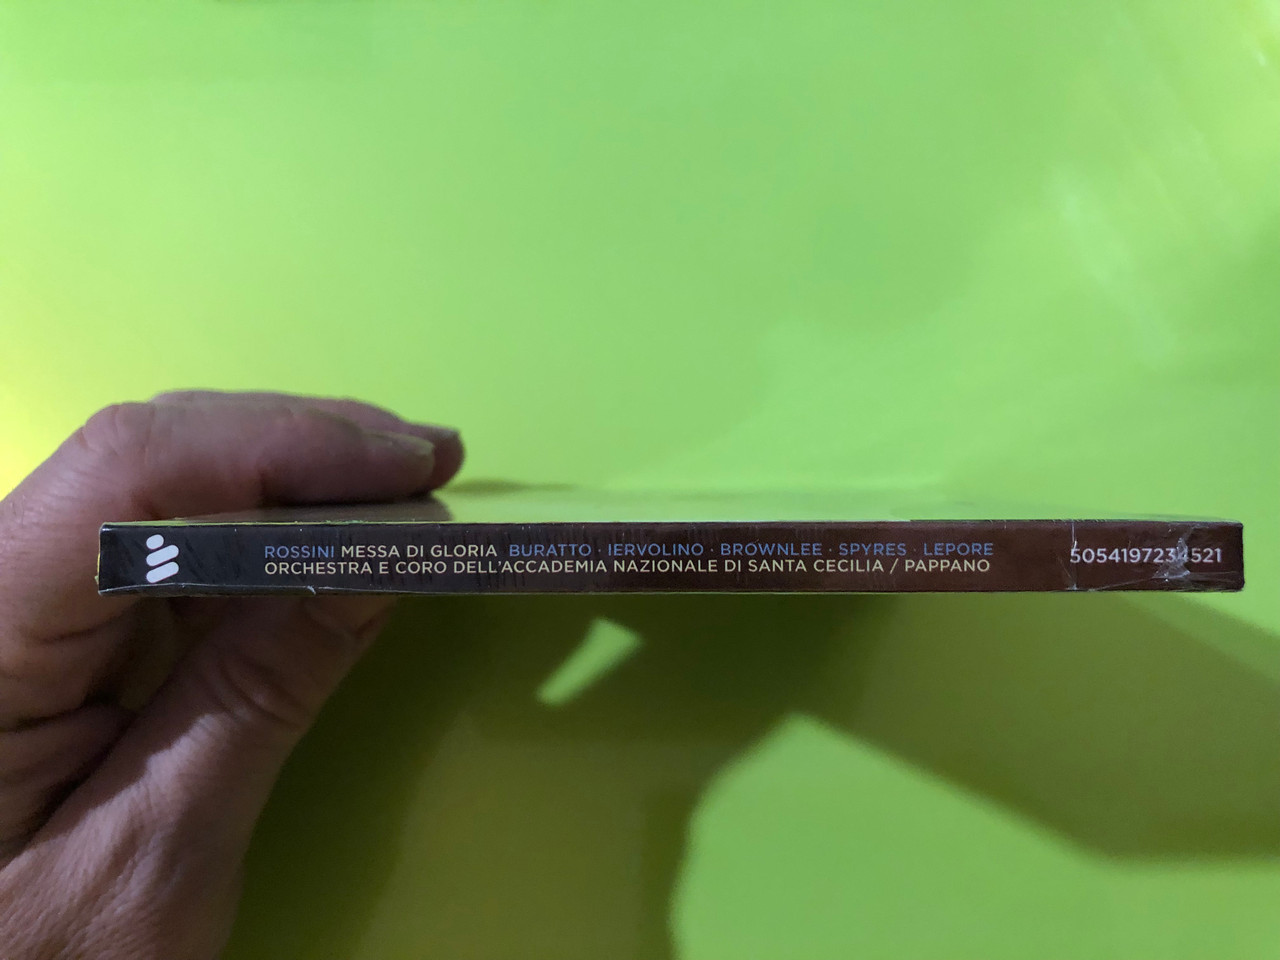 ROSSINI MESSA DI GLORIA BURATTO · IERVOLINO · BROWNLEE · SPYRES · LEPORE
ORCHESTRA E CORO DELL'ACCADEMIA NAZIONALE DI SANTA CECILIA / PAPPANO
5054197234521